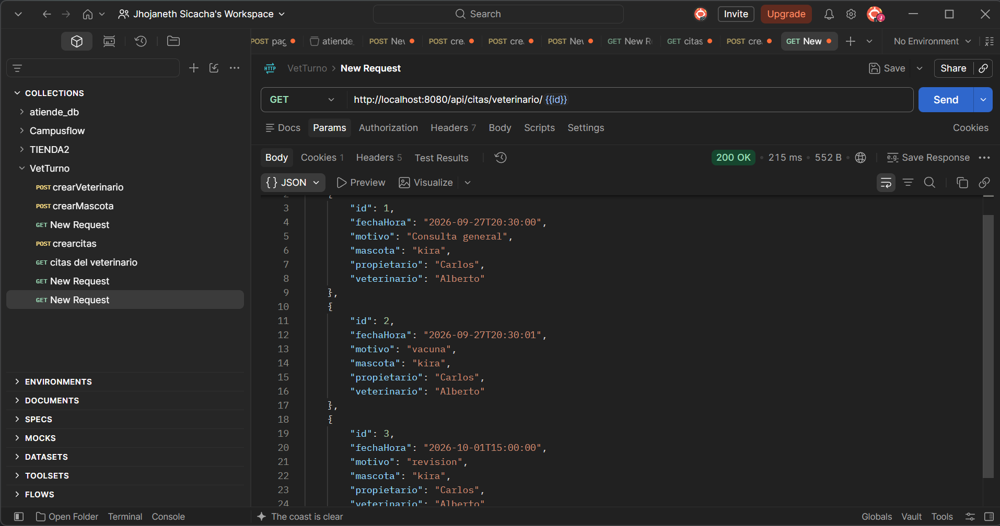 Jhojaneth Sicacha's Workspace
Search
Invite
Upgrade
POST pag
atiende_
POST Nev
POST cre
POST cre
POST Nev
GET New R
GET citas
POST cre
GET New
No Environment
HTTP
VetTurno > New Request
Save
Share
COLLECTIONS
atiende_db
Campusflow
TIENDA2
VetTurno
POST crearVeterinario
POST crearMascota
GET New Request
POST crearcitas
GET citas del veterinario
GET New Request
GET New Request
ENVIRONMENTS
DOCUMENTS
SPECS
MOCKS
DATASETS
TOOLSETS
FLOWS
GET
http://localhost:8080/api/citas/veterinario/ {{id}}
Send
Docs
Params
Authorization
Headers 7
Body
Scripts
Settings
Cookies
Body
Cookies 1
Headers 5
Test Results
200 OK
215 ms
552 B
e.g. Save Response
{} JSON
Preview
Visualize
2 {
3 "id": 1,
4 "fechaHora": "2026-09-27T20:30:00",
5 "motivo": "Consulta general",
6 "mascota": "kira",
7 "propietario": "Carlos",
8 "veterinario": "Alberto"
9 },
10 {
11 "id": 2,
12 "fechaHora": "2026-09-27T20:30:01",
13 "motivo": "vacuna",
14 "mascota": "kira",
15 "propietario": "Carlos",
16 "veterinario": "Alberto"
17 },
18 {
19 "id": 3,
20 "fechaHora": "2026-10-01T15:00:00",
21 "motivo": "revision",
22 "mascota": "kira",
23 "propietario": "Carlos",
24 "veterinario": "Alberto"
Open Folder
Terminal
Console
The coast is clear
Globals
Vault
Tools